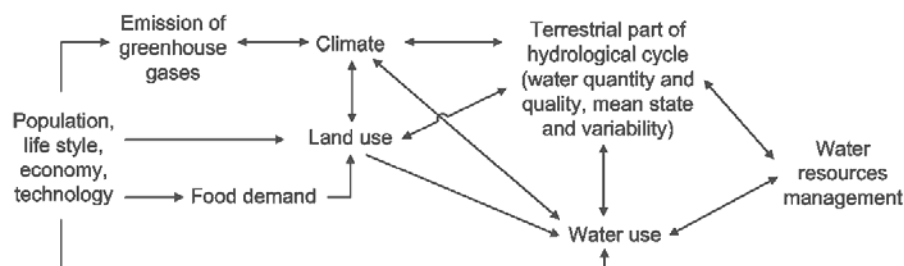 Emission of
greenhouse
gases
Climate
Terrestrial part of
hydrological cycle
(water quantity and
quality, mean state
and variability)
Population,
life style,
economy,
technology
Land use
Food demand
Water
resources
management
Water use